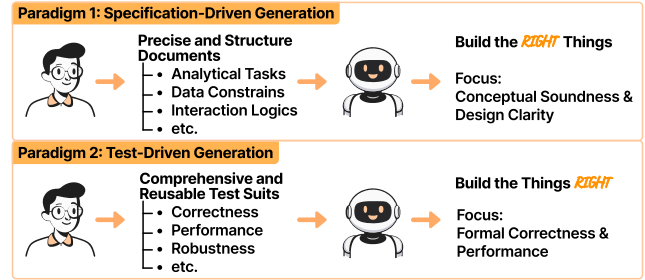 Paradigm 1: Specification-Driven Generation
Precise and Structure
Documents
• Analytical Tasks
• Data Constrains
• Interaction Logics
• etc.
Build the RIGHT Things
Focus:
Conceptual Soundness &
Design Clarity
Paradigm 2: Test-Driven Generation
Comprehensive and
Reusable Test Suits
• Correctness
• Performance
• Robustness
• etc.
Build the Things RIGHT
Focus:
Formal Correctness &
Performance